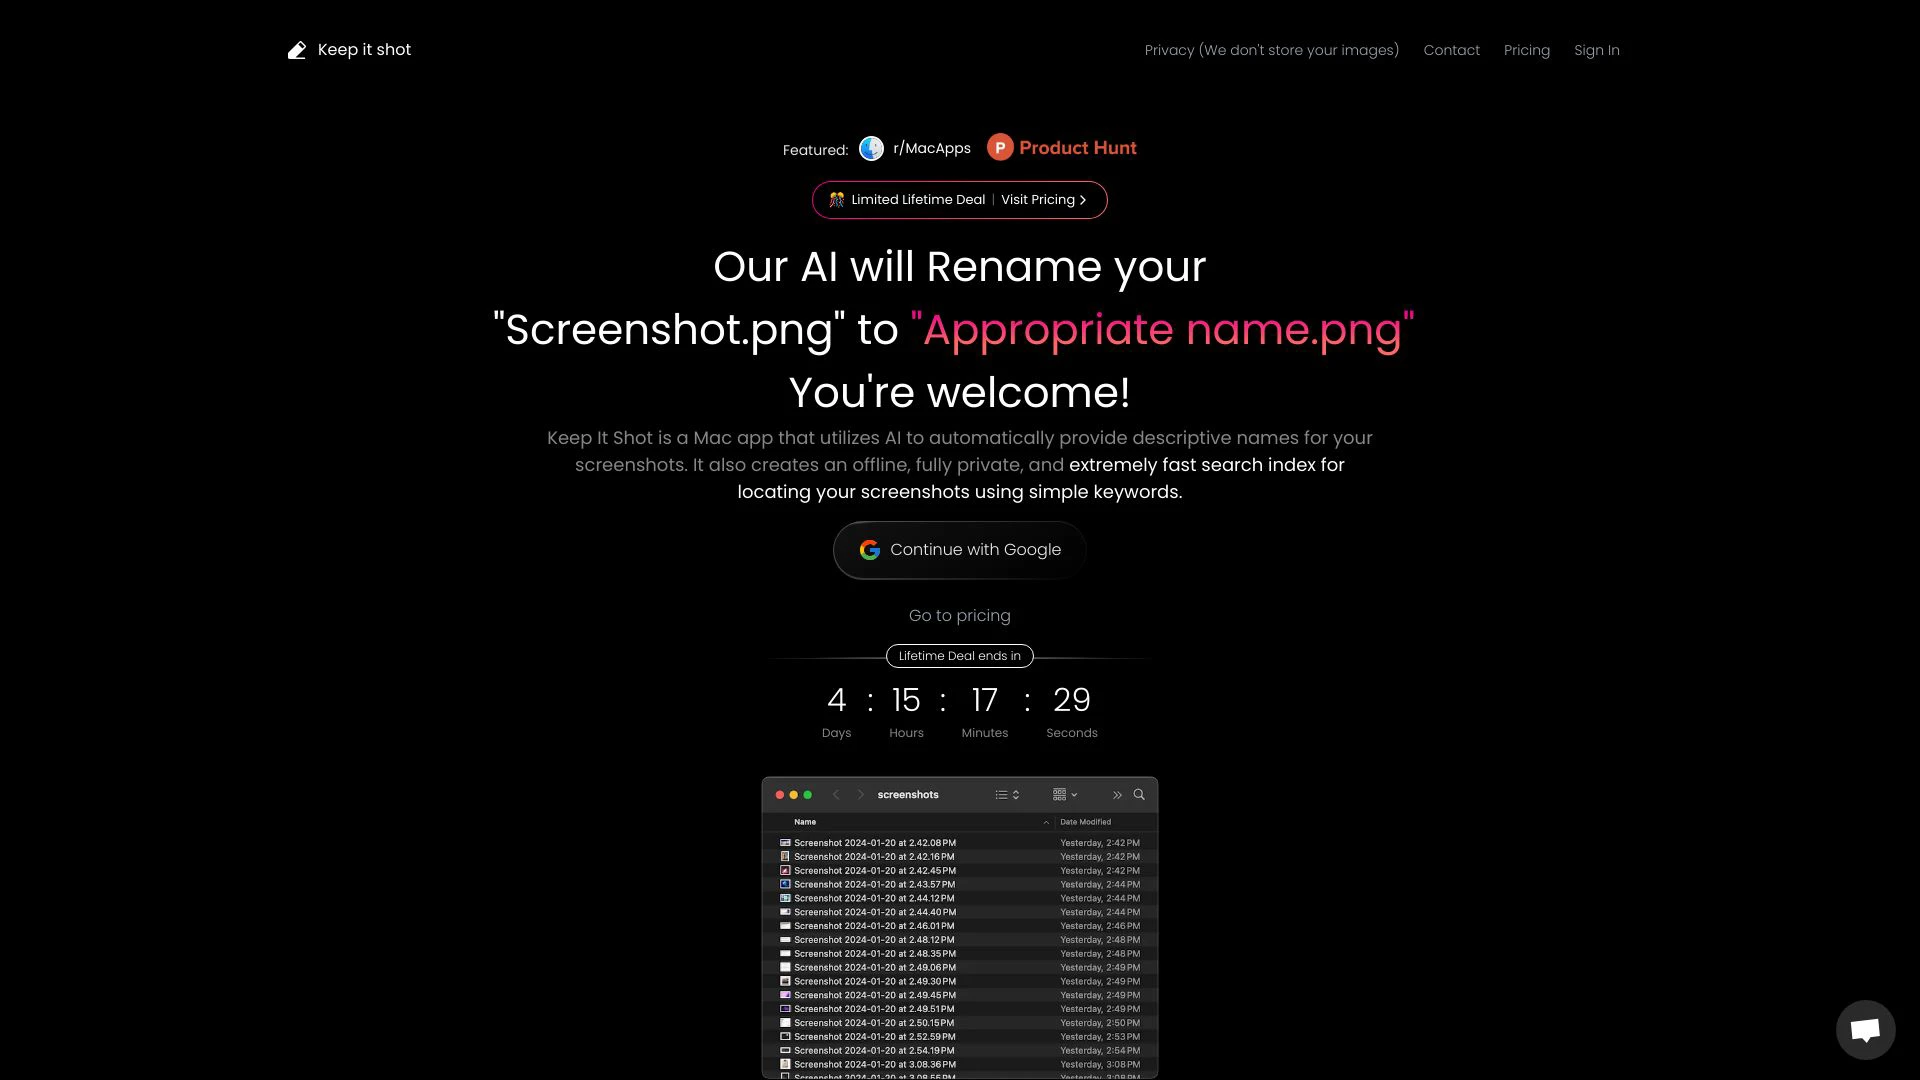 Keep it shot
Privacy (We don't store your images) Contact Pricing Sign In
Featured: r/MacApps P Product Hunt
Limited Lifetime Deal | Visit Pricing
Our AI will Rename your
"Screenshot.png" to "Appropriate name.png"
You're welcome!
Keep It Shot is a Mac app that utilizes AI to automatically provide descriptive names for your
screenshots. It also creates an offline, fully private, and extremely fast search index for
locating your screenshots using simple keywords.
Continue with Google
Go to pricing
Lifetime Deal ends in
4 : 15 : 17 : 29
Days Hours Minutes Seconds
screenshots
Name Date Modified
Screenshot 2024-01-20 at 2.42.08 PM Yesterday, 2:42 PM
Screenshot 2024-01-20 at 2.42.16 PM Yesterday, 2:42 PM
Screenshot 2024-01-20 at 2.42.45 PM Yesterday, 2:42 PM
Screenshot 2024-01-20 at 2.43.57 PM Yesterday, 2:44 PM
Screenshot 2024-01-20 at 2.44.12 PM Yesterday, 2:44 PM
Screenshot 2024-01-20 at 2.44.40 PM Yesterday, 2:44 PM
Screenshot 2024-01-20 at 2.46.01 PM Yesterday, 2:46 PM
Screenshot 2024-01-20 at 2.48.12 PM Yesterday, 2:48 PM
Screenshot 2024-01-20 at 2.48.35 PM Yesterday, 2:48 PM
Screenshot 2024-01-20 at 2.49.06 PM Yesterday, 2:49 PM
Screenshot 2024-01-20 at 2.49.30 PM Yesterday, 2:49 PM
Screenshot 2024-01-20 at 2.49.45 PM Yesterday, 2:49 PM
Screenshot 2024-01-20 at 2.49.51 PM Yesterday, 2:49 PM
Screenshot 2024-01-20 at 2.50.15 PM Yesterday, 2:50 PM
Screenshot 2024-01-20 at 2.52.59 PM Yesterday, 2:53 PM
Screenshot 2024-01-20 at 2.54.19 PM Yesterday, 2:54 PM
Screenshot 2024-01-20 at 3.08.36 PM Yesterday, 3:08 PM
Screenshot 2024-01-20 at 3.08.55 PM Yesterday, 3:08 PM